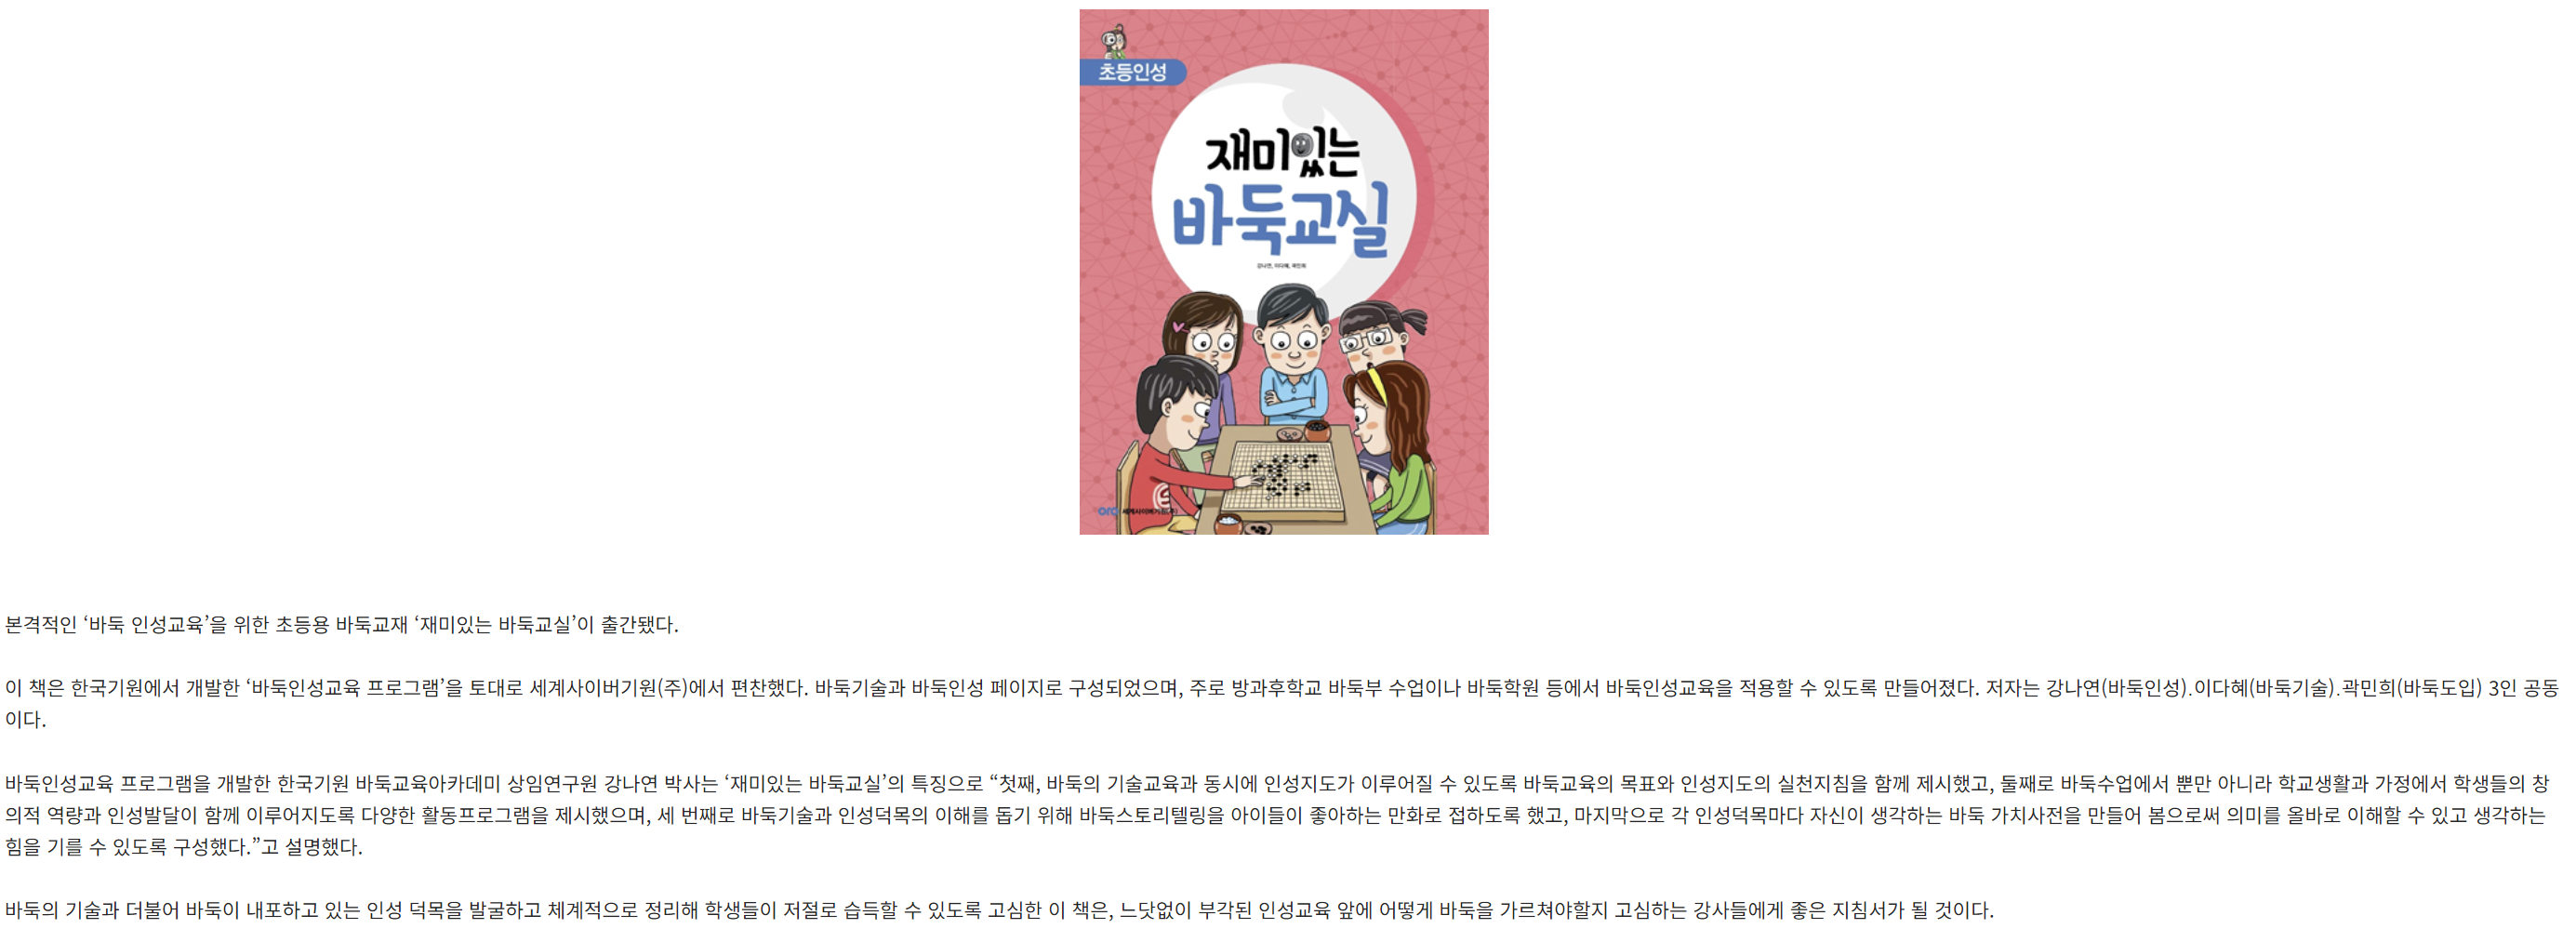 초등인성
재미있는
바둑교실
강나연, 이다혜, 곽민희
oro 세계사이버기원(주)
본격적인 ‘바둑 인성교육’을 위한 초등용 바둑교재 ‘재미있는 바둑교실’이 출간됐다.
이 책은 한국기원에서 개발한 ‘바둑인성교육 프로그램’을 토대로 세계사이버기원(주)에서 편찬했다. 바둑기술과 바둑인성 페이지로 구성되었으며, 주로 방과후학교 바둑부 수업이나 바둑학원 등에서 바둑인성교육을 적용할 수 있도록 만들어졌다. 저자는 강나연(바둑인성).이다혜(바둑기술).곽민희(바둑도입) 3인 공동
이다.
바둑인성교육 프로그램을 개발한 한국기원 바둑교육아카데미 상임연구원 강나연 박사는 ‘재미있는 바둑교실’의 특징으로 “첫째, 바둑의 기술교육과 동시에 인성지도가 이루어질 수 있도록 바둑교육의 목표와 인성지도의 실천지침을 함께 제시했고, 둘째로 바둑수업에서 뿐만 아니라 학교생활과 가정에서 학생들의 창
의적 역량과 인성발달이 함께 이루어지도록 다양한 활동프로그램을 제시했으며, 세 번째로 바둑기술과 인성덕목의 이해를 돕기 위해 바둑스토리텔링을 아이들이 좋아하는 만화로 접하도록 했고, 마지막으로 각 인성덕목마다 자신이 생각하는 바둑 가치사전을 만들어 봄으로써 의미를 올바로 이해할 수 있고 생각하는
힘을 기를 수 있도록 구성했다.”고 설명했다.
바둑의 기술과 더불어 바둑이 내포하고 있는 인성 덕목을 발굴하고 체계적으로 정리해 학생들이 저절로 습득할 수 있도록 고심한 이 책은, 느닷없이 부각된 인성교육 앞에 어떻게 바둑을 가르쳐야할지 고심하는 강사들에게 좋은 지침서가 될 것이다.